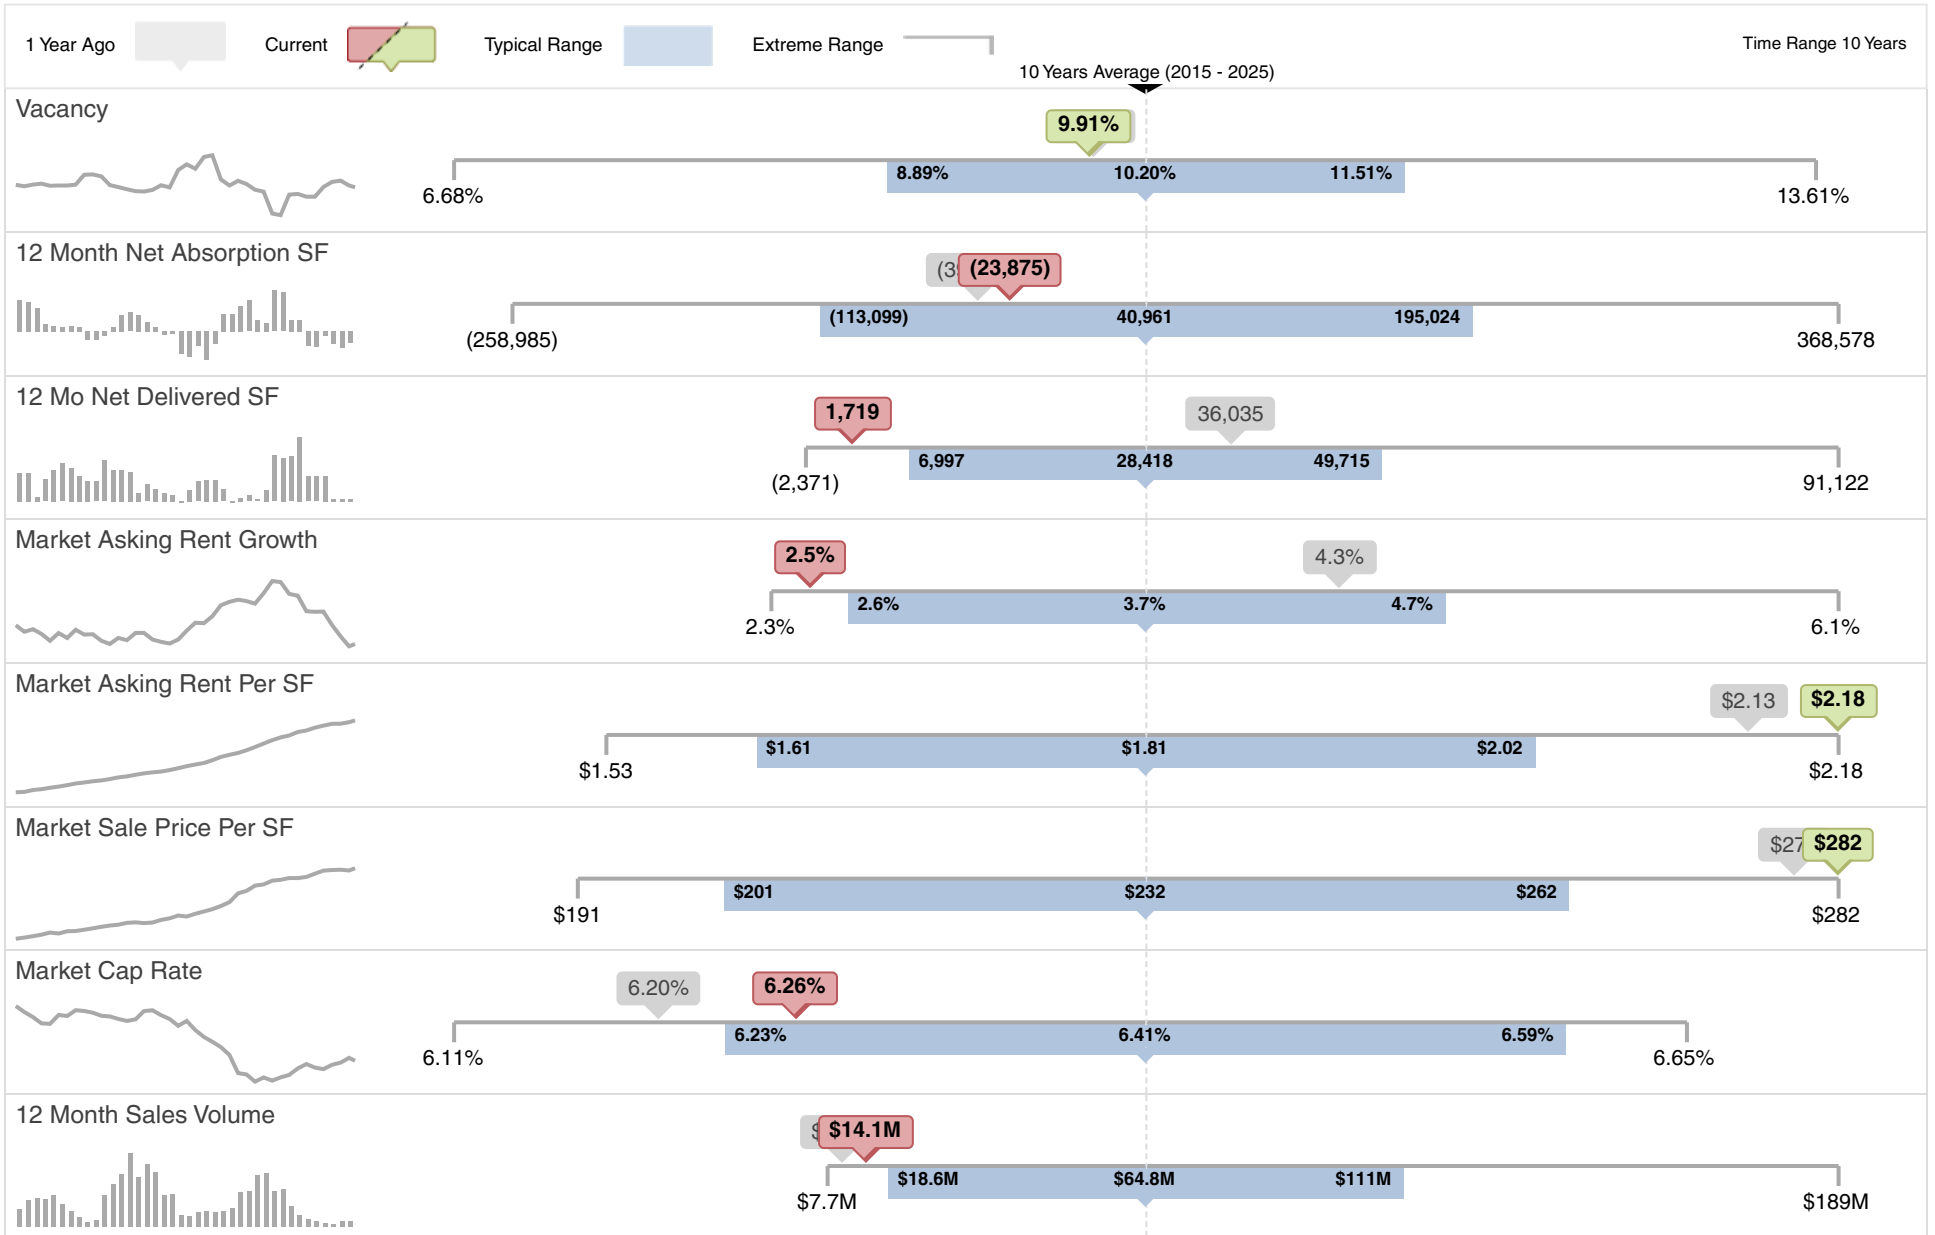 1 Year Ago
Current
Typical Range
Extreme Range
Time Range 10 Years
10 Years Average (2015 - 2025)
Vacancy
9.91%
8.89%
10.20%
11.51%
6.68%
13.61%
12 Month Net Absorption SF
(23,875)
(113,099)
40,961
195,024
(258,985)
368,578
12 Mo Net Delivered SF
1,719
36,035
6,997
28,418
49,715
(2,371)
91,122
Market Asking Rent Growth
2.5%
4.3%
2.6%
3.7%
4.7%
2.3%
6.1%
Market Asking Rent Per SF
$2.13
$2.18
$1.61
$1.81
$2.02
$1.53
$2.18
Market Sale Price Per SF
$282
$201
$232
$262
$191
$282
Market Cap Rate
6.20%
6.26%
6.23%
6.41%
6.59%
6.11%
6.65%
12 Month Sales Volume
$14.1M
$18.6M
$64.8M
$111M
$7.7M
$189M